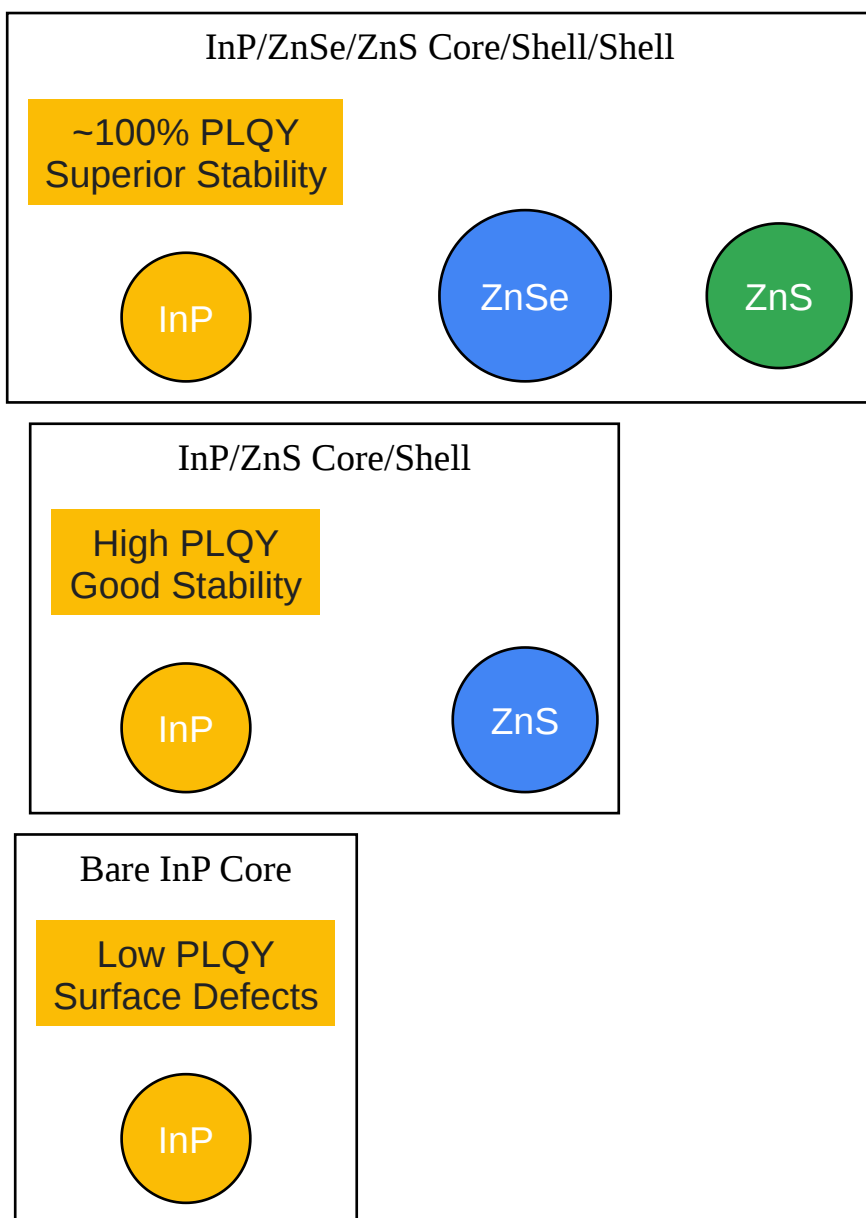 InP/ZnSe/ZnS Core/Shell/Shell
~100% PLQY
Superior Stability
InP
ZnSe
ZnS
InP/ZnS Core/Shell
High PLQY
Good Stability
InP
ZnS
Bare InP Core
Low PLQY
Surface Defects
InP